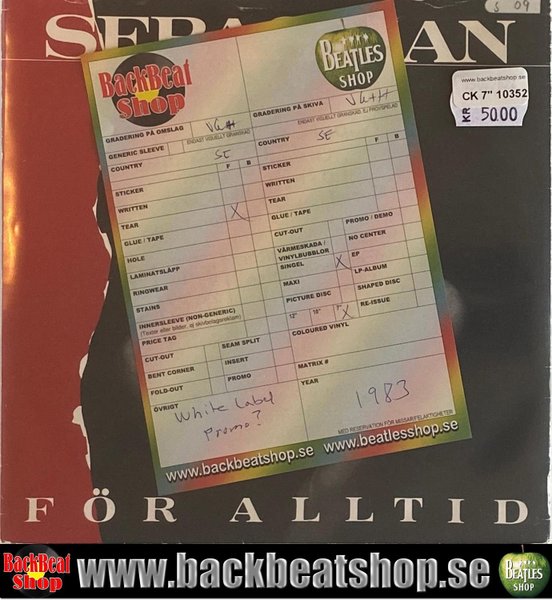 SEBASTIAN
S 09
www.backbeatshop.se
CK 7" 10352
KR 50.00
BackBeat Shop
BEATLES SHOP
GRADERING PÅ OMSLAG VG++
ENDAST VISUELLT GRANSKAD
GENERIC SLEEVE
COUNTRY SE F B
STICKER
WRITTEN
TEAR X
GLUE / TAPE
HOLE
LAMINATSLÄPP
RINGWEAR
STAINS
INNERSLEEVE (NON-GENERIC)
(Texter eller bilder, ej skivbolagsreklam)
PRICE TAG
CUT-OUT SEAM SPLIT
BENT CORNER INSERT
FOLD-OUT PROMO
ÖVRIGT
White Label
Promo?
GRADERING PÅ SKIVA VG++
ENDAST VISUELLT GRANSKAD, EJ PROVSPELAD
COUNTRY SE F B
STICKER
WRITTEN
TEAR
GLUE / TAPE
CUT-OUT PROMO / DEMO
VÄRMESKADA / VINYLBUBBLOR NO CENTER
SINGEL X EP
MAXI LP-ALBUM
PICTURE DISC SHAPED DISC
12" 10" 7" X RE-ISSUE
COLOURED VINYL
MATRIX #
YEAR
1983
MED RESERVATION FÖR MISSAR/FELAKTIGHETER
www.backbeatshop.se www.beatlesshop.se
FÖR ALLTID
BackBeat Shop www.backbeatshop.se BEATLES SHOP